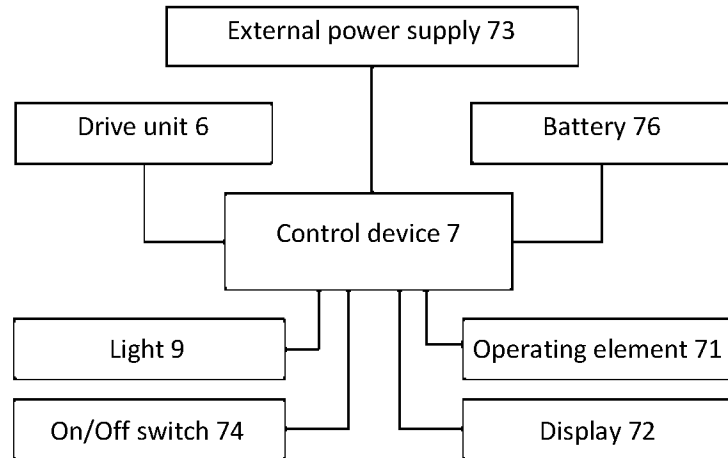 External power supply 73
Drive unit 6
Battery 76
Control device 7
Light 9
Operating element 71
On/Off switch 74
Display 72